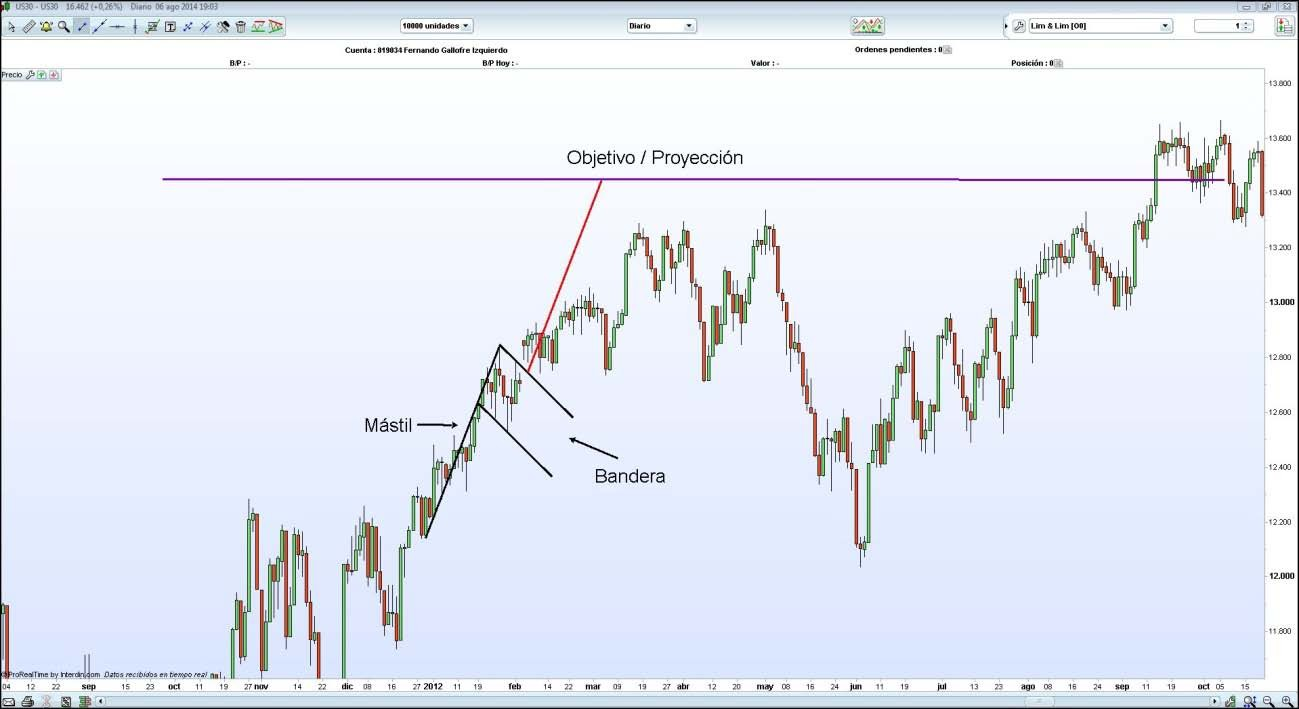 US30 - US30 16.462 (+0,26%) Diario 06 ago 2014 19:03
10000 unidades Diario Lim & Lim [O0] 1
Cuenta : 819834 Fernando Gallofre Izquierdo Ordenes pendientes : 0
B/P : - B/P Hoy : - Valor : - Posición : 0
Precio
13.800
13.600
Objetivo / Proyección
13.400
13.200
13.000
12.800
12.600
Mástil
Bandera
12.400
12.200
12.000
11.800
©ProRealTime by Interdin.com Datos recibidos en tiempo real
04 12 22 sep 15 23 oct 11 19 27 nov 14 22 dic 08 16 27 2012 11 19 feb 14 22 mar 09 19 abr 12 20 may 08 16 24 jun 11 19 jul 13 23 ago 08 16 24 sep 11 19 oct 05 15